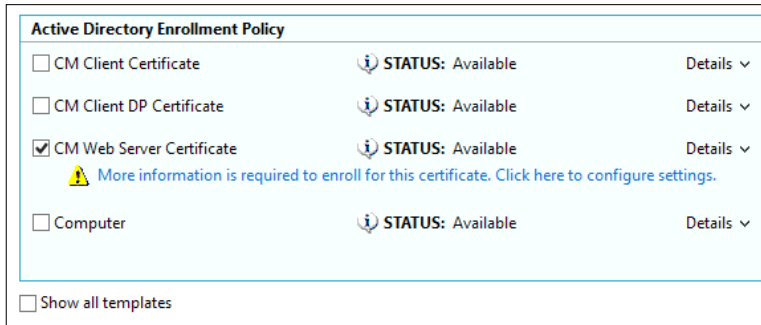 Active Directory Enrollment Policy
CM Client Certificate STATUS: Available Details
CM Client DP Certificate STATUS: Available Details
CM Web Server Certificate STATUS: Available Details
More information is required to enroll for this certificate. Click here to configure settings.
Computer STATUS: Available Details
Show all templates